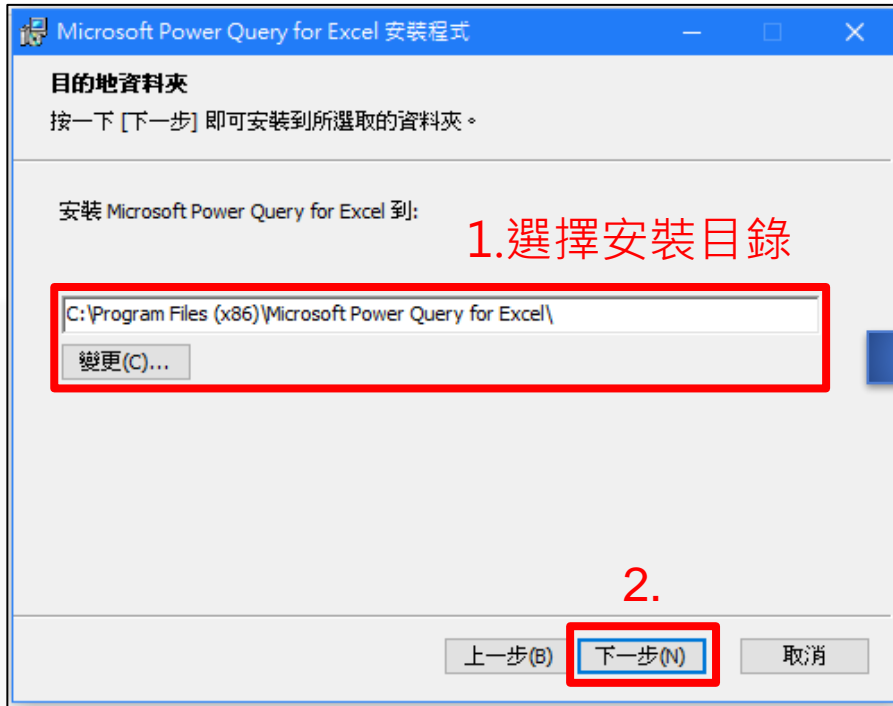 Microsoft Power Query for Excel 安裝程式
目的地資料夾
按一下 [下一步] 即可安裝到所選取的資料夾。
安裝 Microsoft Power Query for Excel 到:
1.選擇安裝目錄
C:\Program Files (x86)\Microsoft Power Query for Excel\
變更(C)...
2.
上一步(B) 下一步(N) 取消